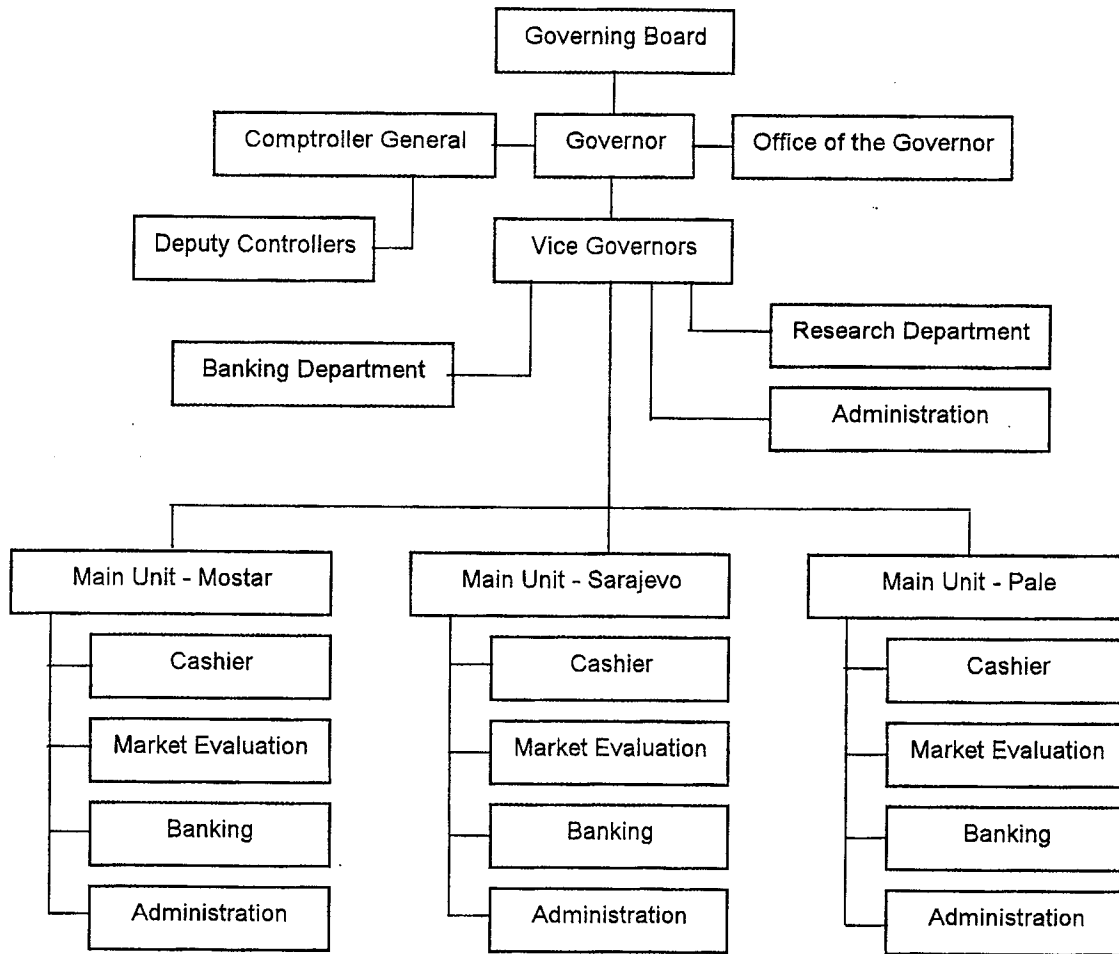 Governing Board
Comptroller General
Governor
Office of the Governor
Deputy Controllers
Vice Governors
Research Department
Banking Department
Administration
Main Unit - Mostar
Main Unit - Sarajevo
Main Unit - Pale
Cashier
Cashier
Cashier
Market Evaluation
Market Evaluation
Market Evaluation
Banking
Banking
Banking
Administration
Administration
Administration